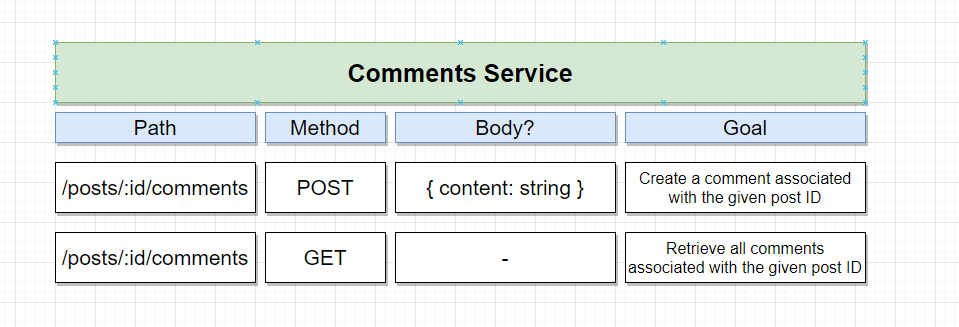 Comments Service
Path Method Body? Goal
/posts/:id/comments POST { content: string } Create a comment associated
with the given post ID
/posts/:id/comments GET - Retrieve all comments
associated with the given post ID